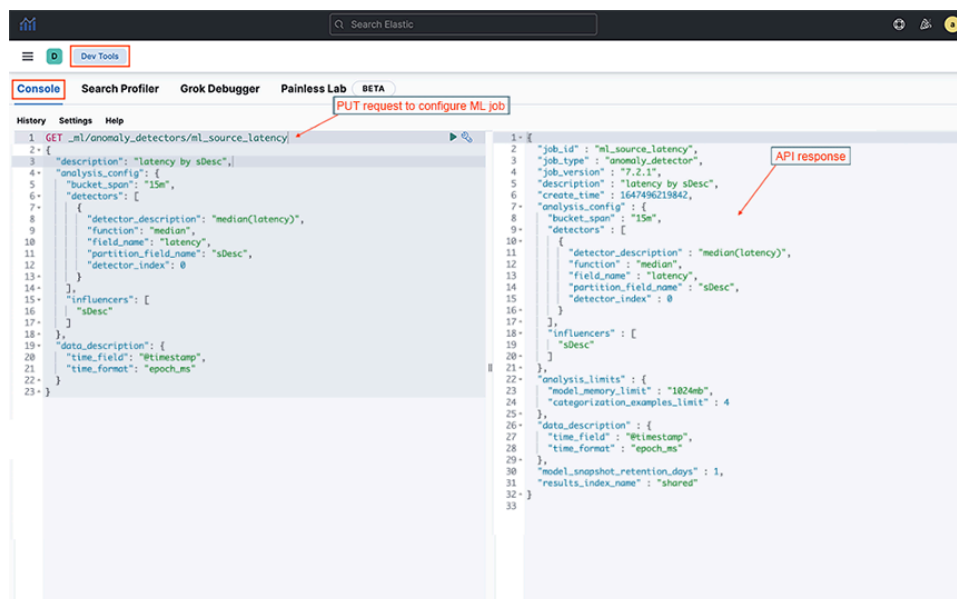 Search Elastic
a
D Dev Tools
Console Search Profiler Grok Debugger Painless Lab BETA
PUT request to configure ML job
History Settings Help
1 GET _ml/anomaly_detectors/ml_source_latency
2 {
3 "description": "latency by sDesc",
4 "analysis_config": {
5 "bucket_span": "15m",
6 "detectors": [
7 {
8 "detector_description": "median(latency)",
9 "function": "median",
10 "field_name": "latency",
11 "partition_field_name": "sDesc",
12 "detector_index": 0
13 }
14 ],
15 "influencers": [
16 "sDesc"
17 ]
18 },
19 "data_description": {
20 "time_field": "@timestamp",
21 "time_format": "epoch_ms"
22 }
23 }
API response
1 {
2 "job_id" : "ml_source_latency",
3 "job_type" : "anomaly_detector",
4 "job_version" : "7.2.1",
5 "description" : "latency by sDesc",
6 "create_time" : 1647496219842,
7 "analysis_config" : {
8 "bucket_span" : "15m",
9 "detectors" : [
10 {
11 "detector_description" : "median(latency)",
12 "function" : "median",
13 "field_name" : "latency",
14 "partition_field_name" : "sDesc",
15 "detector_index" : 0
16 }
17 ],
18 "influencers" : [
19 "sDesc"
20 ]
21 },
22 "analysis_limits" : {
23 "model_memory_limit" : "1024mb",
24 "categorization_examples_limit" : 4
25 },
26 "data_description" : {
27 "time_field" : "@timestamp",
28 "time_format" : "epoch_ms"
29 },
30 "model_snapshot_retention_days" : 1,
31 "results_index_name" : "shared"
32 }
33